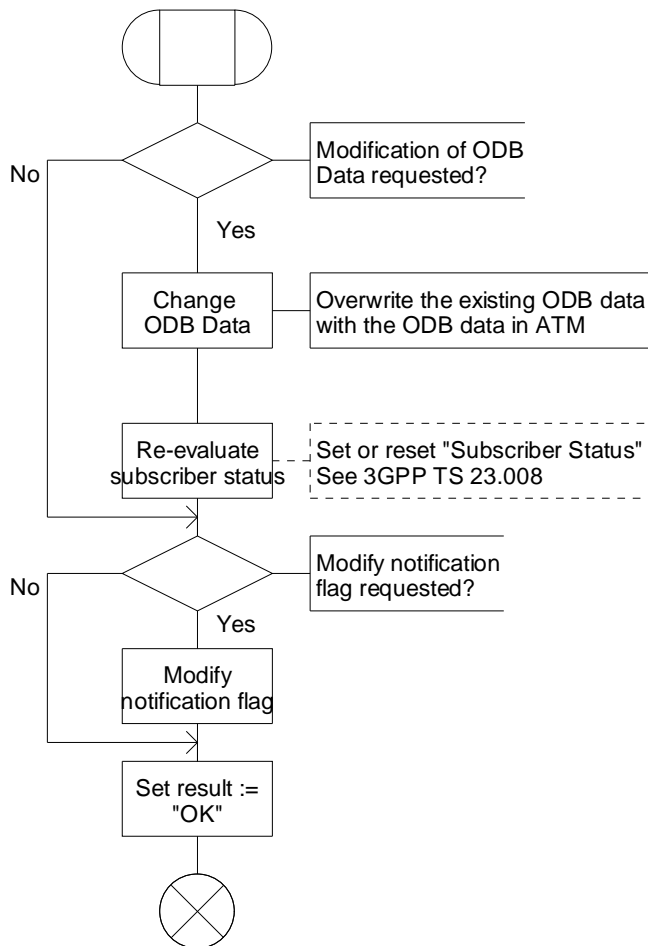 Modification of ODB
Data requested?
No
Yes
Change
ODB Data
Overwrite the existing ODB data
with the ODB data in ATM
Re-evaluate
subscriber status
Set or reset "Subscriber Status"
See 3GPP TS 23.008
Modify notification
flag requested?
No
Yes
Modify
notification flag
Set result :=
"OK"